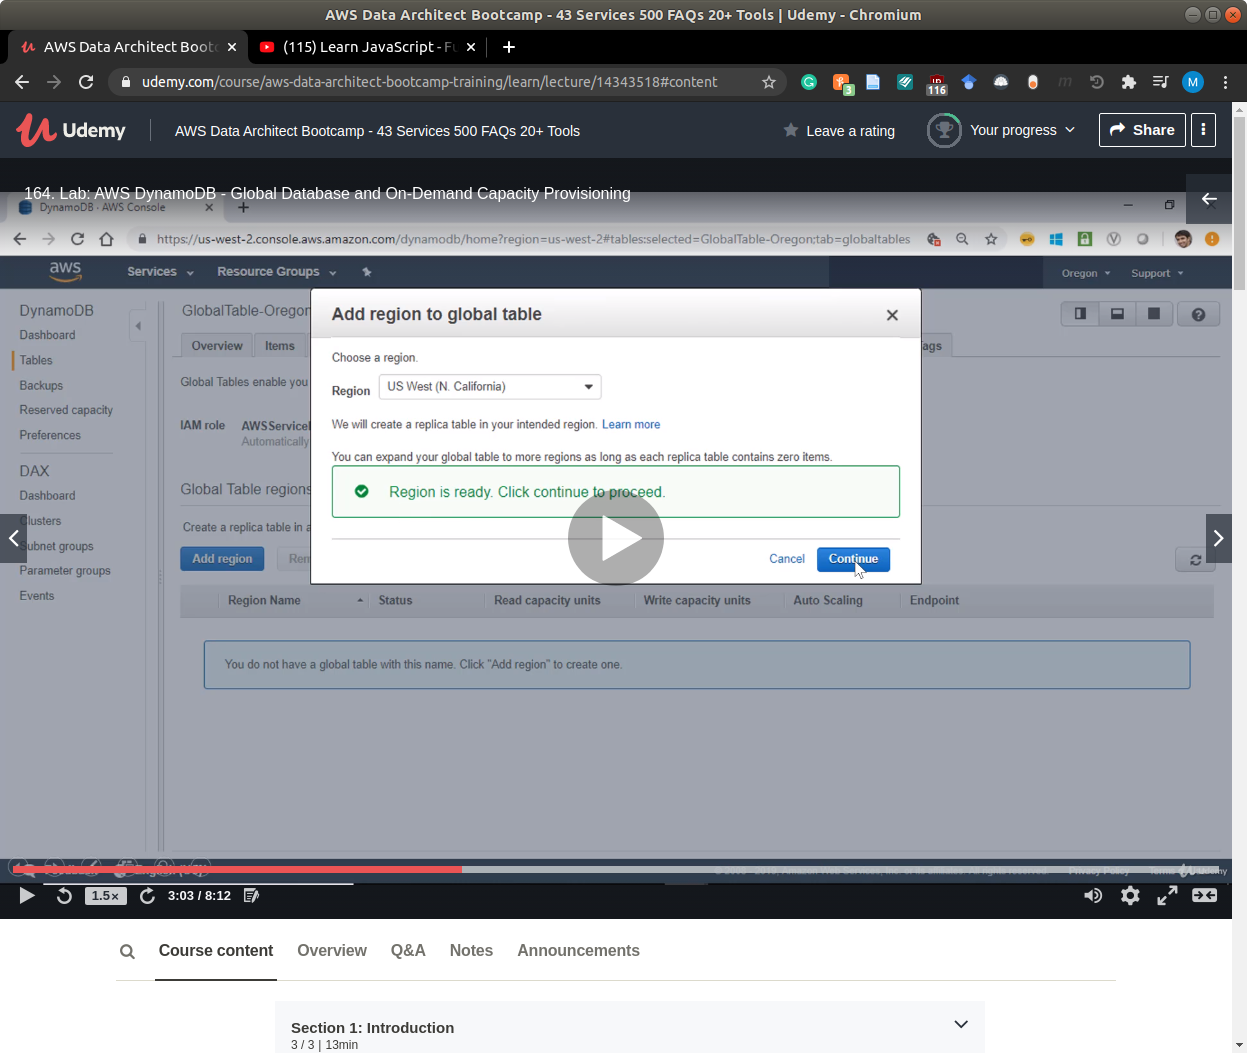 AWS Data Architect Bootcamp - 43 Services 500 FAQs 20+ Tools | Udemy - Chromium
AWS Data Architect Bootc
(115) Learn JavaScript - Fu
udemy.com/course/aws-data-architect-bootcamp-training/learn/lecture/14343518#content
3
116
M
Udemy
AWS Data Architect Bootcamp - 43 Services 500 FAQs 20+ Tools
Leave a rating
Your progress
Share
164. Lab: AWS DynamoDB - Global Database and On-Demand Capacity Provisioning
DynamoDB · AWS Console
https://us-west-2.console.aws.amazon.com/dynamodb/home?region=us-west-2#tables:selected=GlobalTable-Oregon;tab=globaltables
aws
Services
Resource Groups
Oregon
Support
DynamoDB
Dashboard
Tables
Backups
Reserved capacity
Preferences
DAX
Dashboard
Clusters
Subnet groups
Parameter groups
Events
GlobalTable-Oregon
Overview
Items
ags
Global Tables enable you
IAM role
AWSServiceR
Automatically
Global Table regions
Create a replica table in a
Add region
Rem
Add region to global table
Choose a region.
Region
US West (N. California)
We will create a replica table in your intended region. Learn more
You can expand your global table to more regions as long as each replica table contains zero items.
Region is ready. Click continue to proceed.
Cancel
Continue
Region Name
Status
Read capacity units
Write capacity units
Auto Scaling
Endpoint
You do not have a global table with this name. Click "Add region" to create one.
Privacy Policy
Udemy
1.5×
3:03 / 8:12
Course content
Overview
Q&A
Notes
Announcements
Section 1: Introduction
3 / 3 | 13min